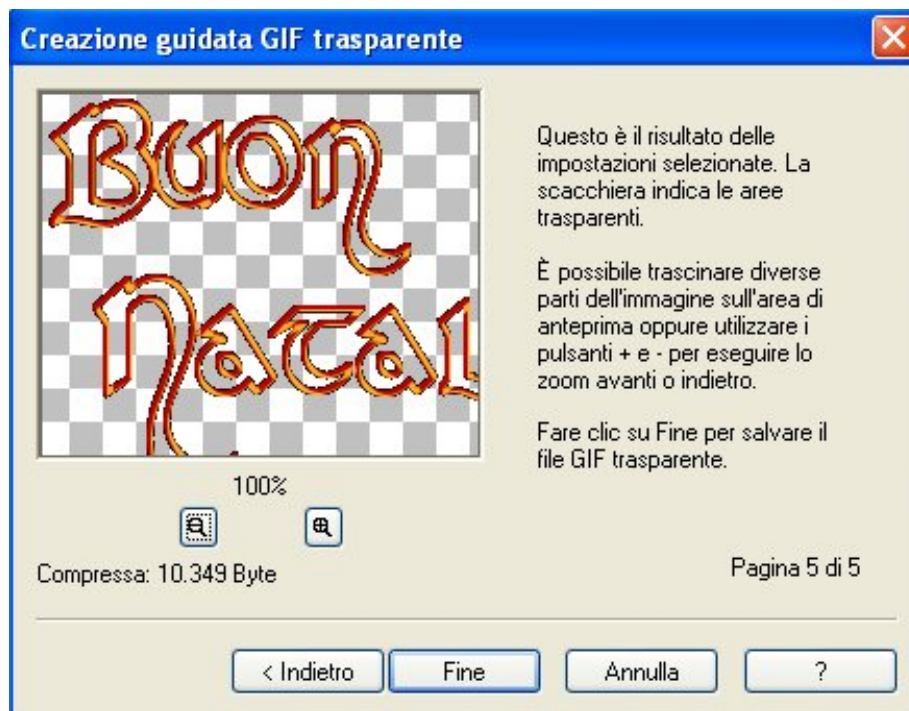 Creazione guidata GIF trasparente
Buon
Natal
Questo è il risultato delle
impostazioni selezionate. La
scacchiera indica le aree
trasparenti.
È possibile trascinare diverse
parti dell'immagine sull'area di
anteprima oppure utilizzare i
pulsanti + e - per eseguire lo
zoom avanti o indietro.
Fare clic su Fine per salvare il
file GIF trasparente.
100%
Compressa: 10.349 Byte
Pagina 5 di 5
< Indietro
Fine
Annulla
?